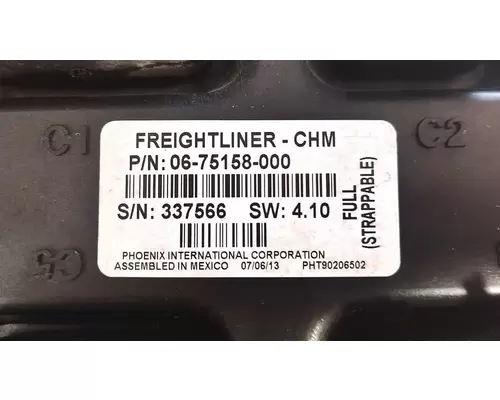 C1
C2
FREIGHTLINER - CHM
P/N: 06-75158-000
S/N: 337566 SW: 4.10
FULL
(STRAPPABLE)
PHOENIX INTERNATIONAL CORPORATION
ASSEMBLED IN MEXICO 07/06/13 PHT90206502